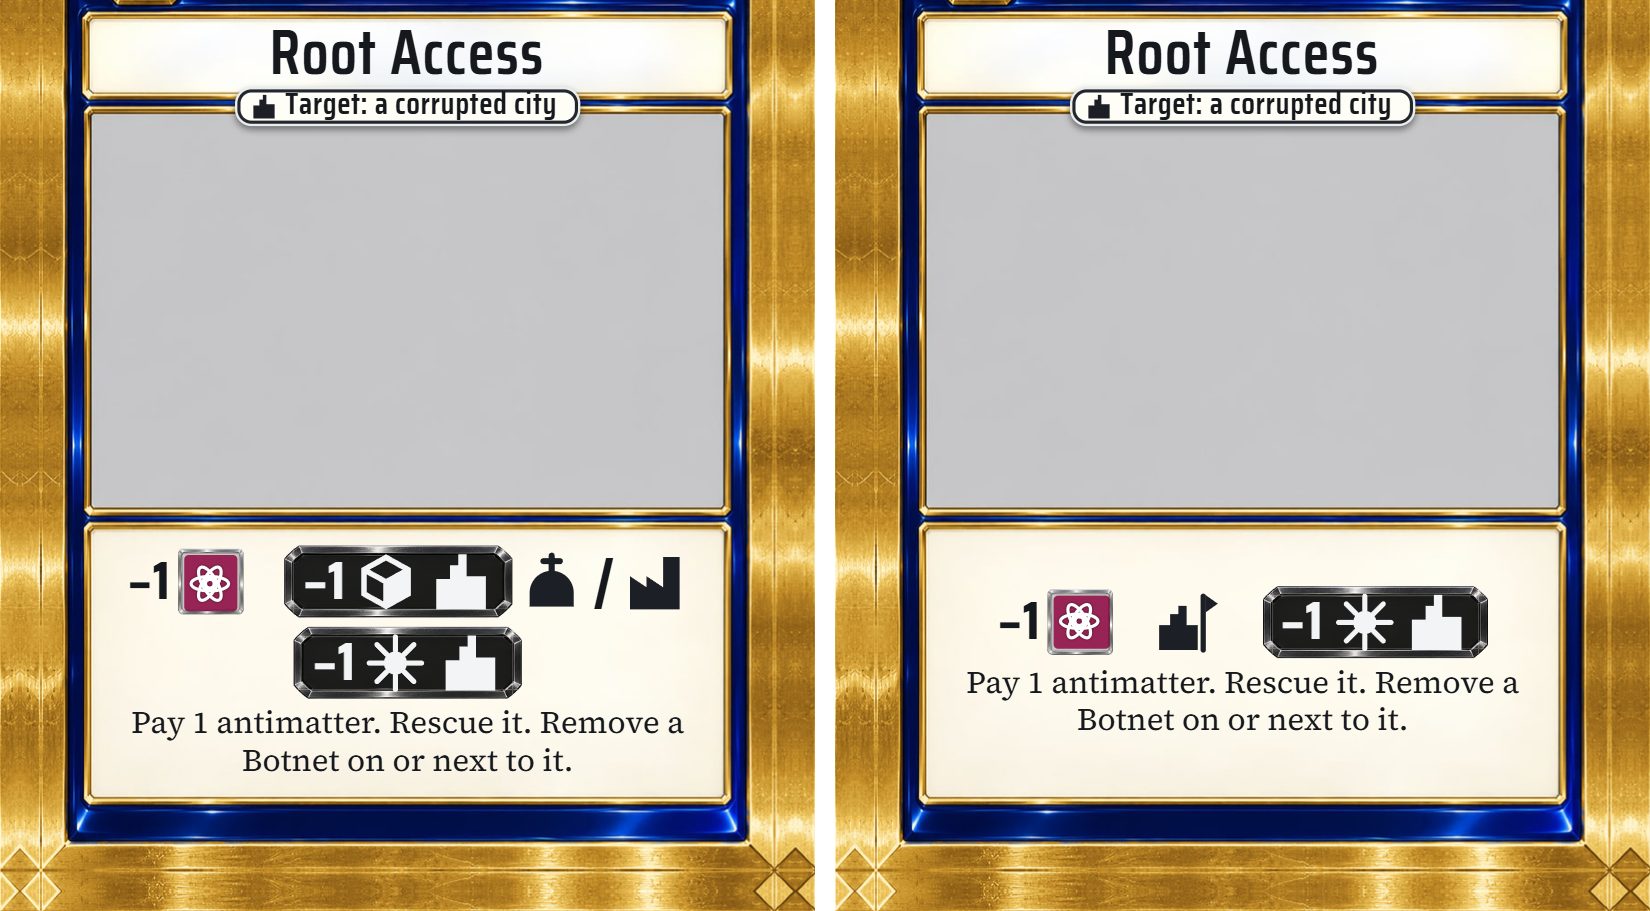 Root Access
Target: a corrupted city
–1 –1 /
–1
Pay 1 antimatter. Rescue it. Remove a
Botnet on or next to it.
Root Access
Target: a corrupted city
–1 –1
Pay 1 antimatter. Rescue it. Remove a
Botnet on or next to it.